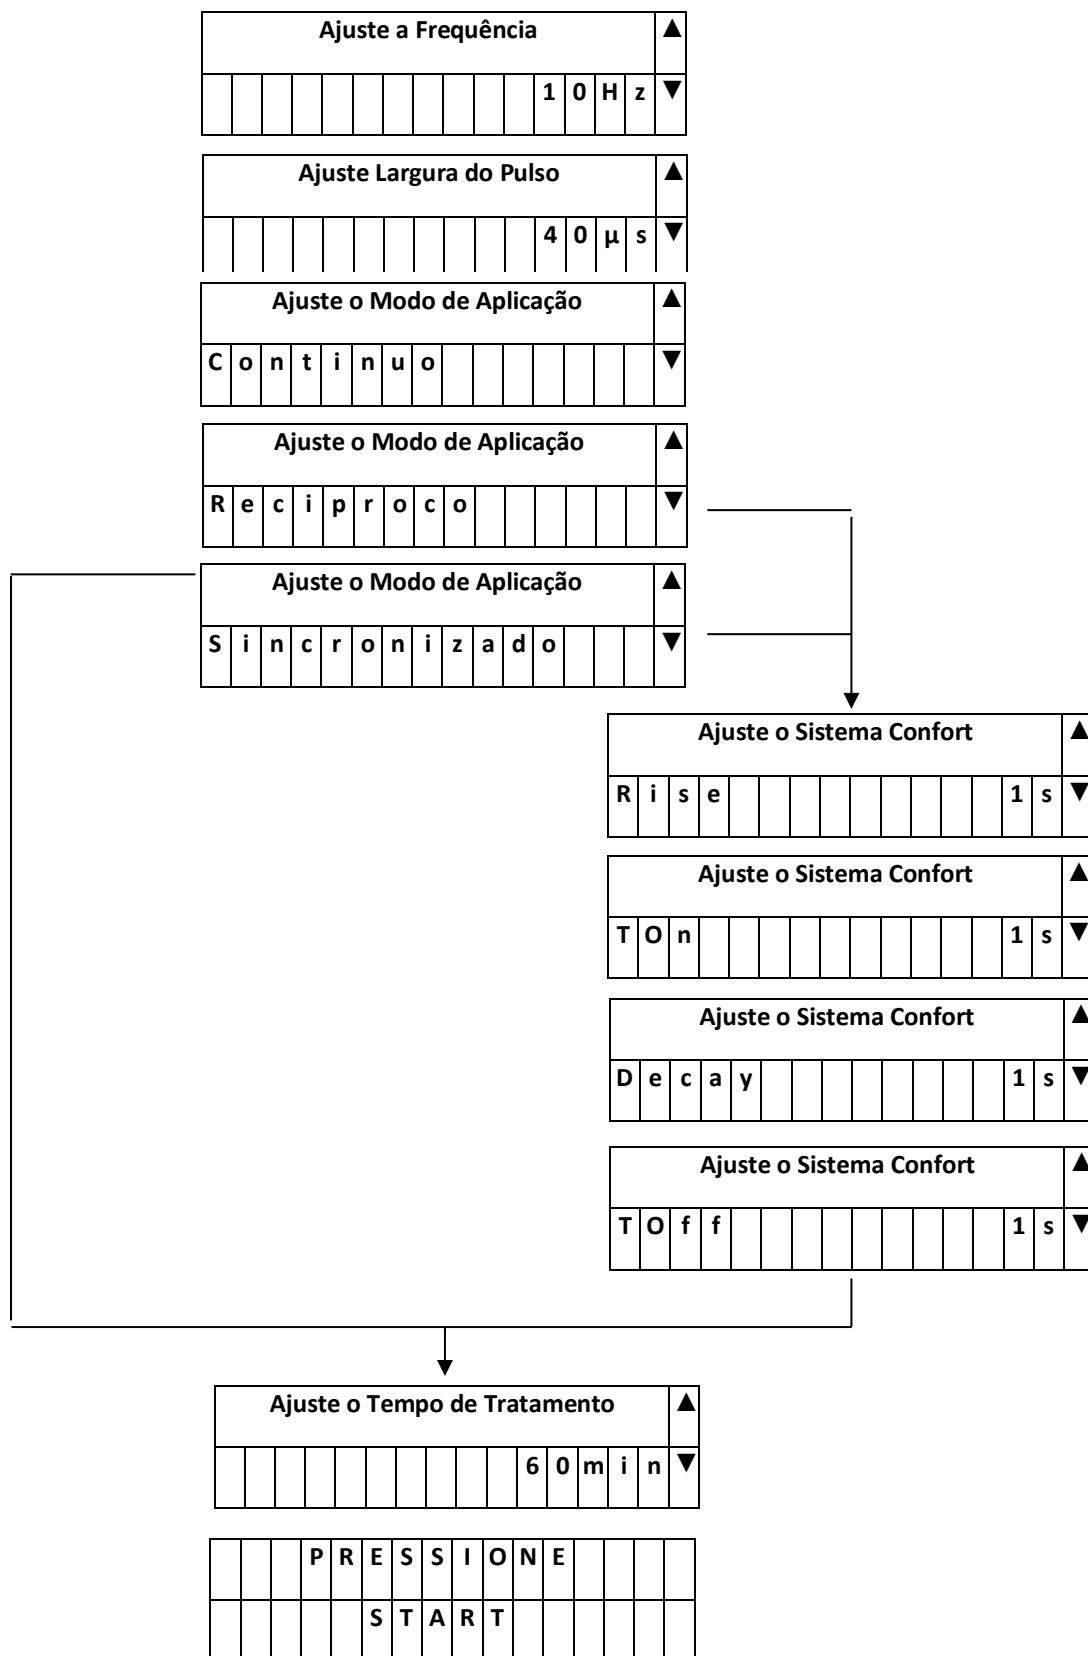 Ajuste a Frequência ▲
10Hz ▼
Ajuste Largura do Pulso ▲
40µs ▼
Ajuste o Modo de Aplicação ▲
Continuo ▼
Ajuste o Modo de Aplicação ▲
Reciproco ▼
Ajuste o Modo de Aplicação ▲
Sincronizado ▼
Ajuste o Sistema Confort ▲
Rise 1s ▼
Ajuste o Sistema Confort ▲
TOn 1s ▼
Ajuste o Sistema Confort ▲
Decay 1s ▼
Ajuste o Sistema Confort ▲
TOff 1s ▼
Ajuste o Tempo de Tratamento ▲
60min ▼
PRESSIONE
START